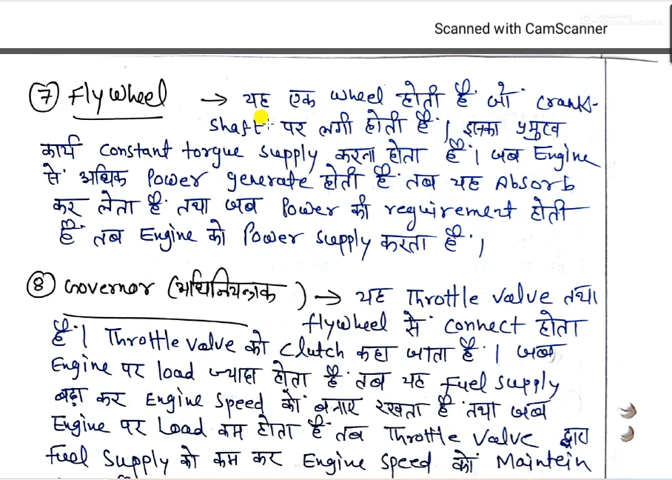 Scanned with CamScanner
⑦ Flywheel → यह एक wheel होती है जो Crank-
shaft पर लगी होती है। इसका प्रमुख
कार्य constant torque supply करना होता है। जब Engine
से अधिक Power generate होती है तब यह Absorb
कर लेता है तथा जब Power की requirement होती
है तब Engine को Power supply करता है।
⑧ Governor (अधिनियन्त्रक) → यह Throttle valve तथा
flywheel से connect होता
है। Throttle valve को Clutch कहा जाता है। जब
Engine पर load ज्यादा होता है तब यह Fuel supply
बढ़ा कर Engine Speed को बनाए रखता है तथा जब
Engine पर Load कम होता है तब Throttle Valve द्वारा
Fuel Supply को कम कर Engine Speed को Maintein